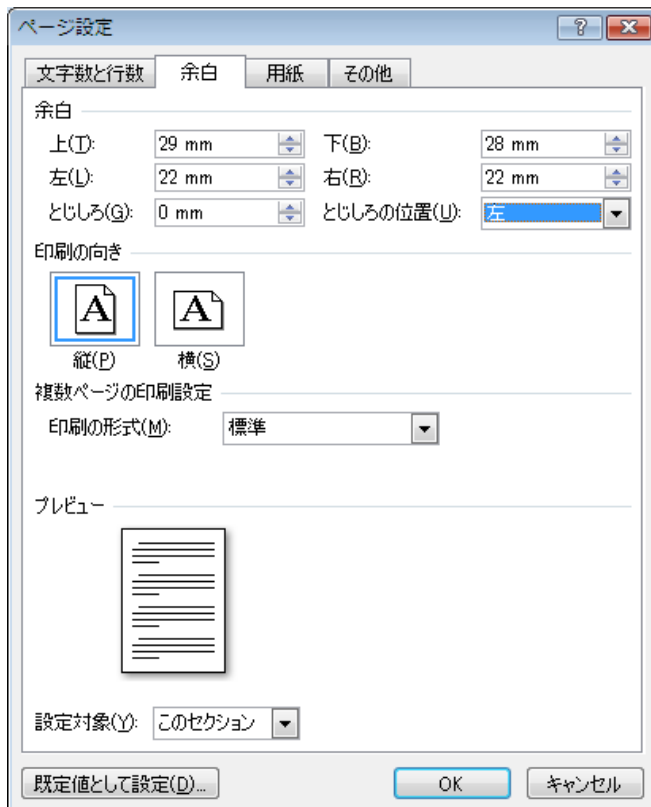 ページ設定
文字数と行数 余白 用紙 その他
余白
上(T): 29 mm 下(B): 28 mm
左(L): 22 mm 右(R): 22 mm
とじしろ(G): 0 mm とじしろの位置(U): 左
印刷の向き
A A
縦(P) 横(S)
複数ページの印刷設定
印刷の形式(M): 標準
プレビュー
設定対象(Y): このセクション
既定値として設定(D)... OK キャンセル